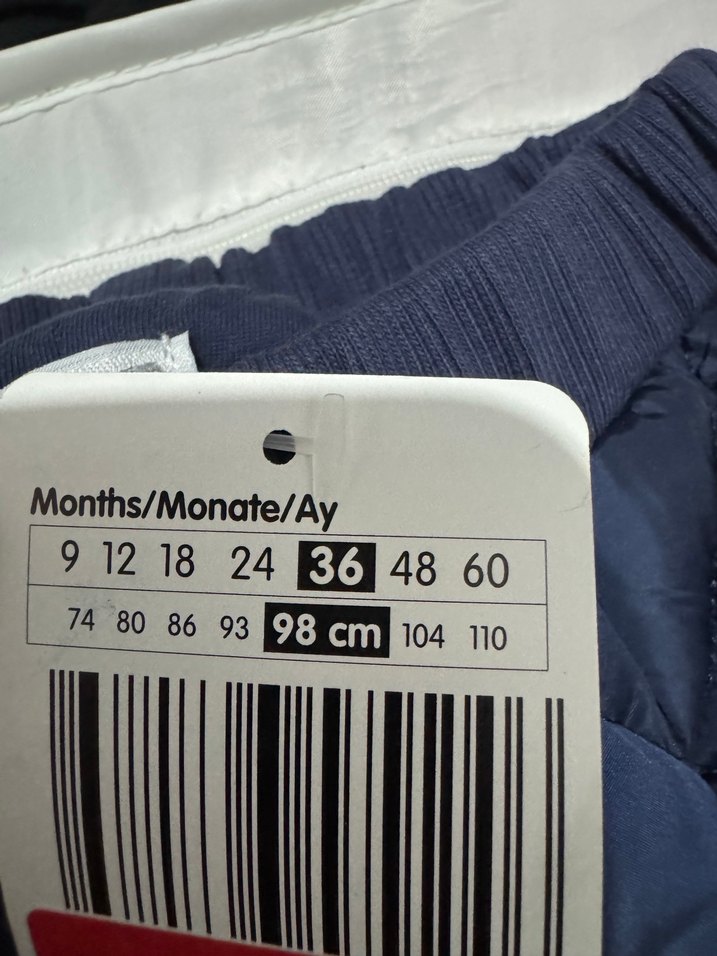 Months/Monate/Ay
9 12 18 24 36 48 60
74 80 86 93 98 cm 104 110